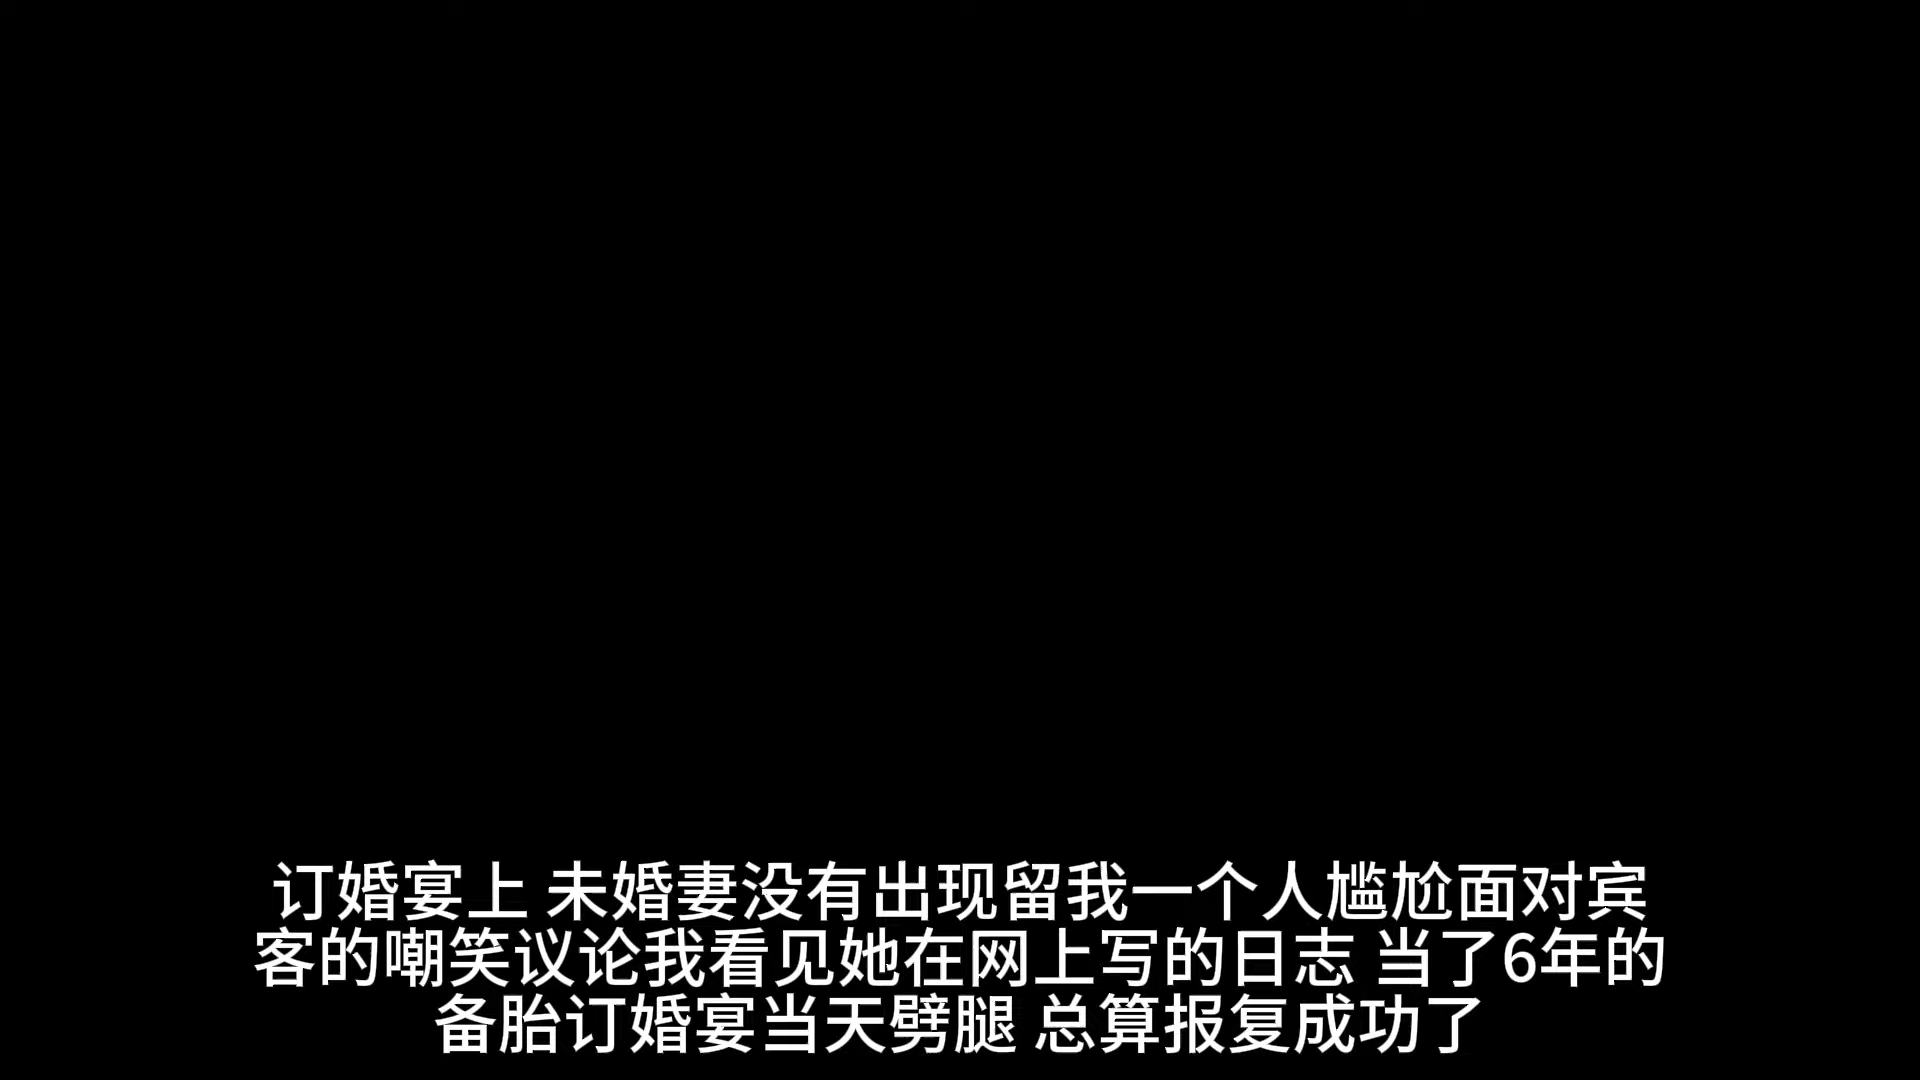 订婚宴上 未婚妻没有出现留我一个人尴尬面对宾
客的嘲笑议论我看见她在网上写的日志 当了6年的
备胎订婚宴当天劈腿 总算报复成功了